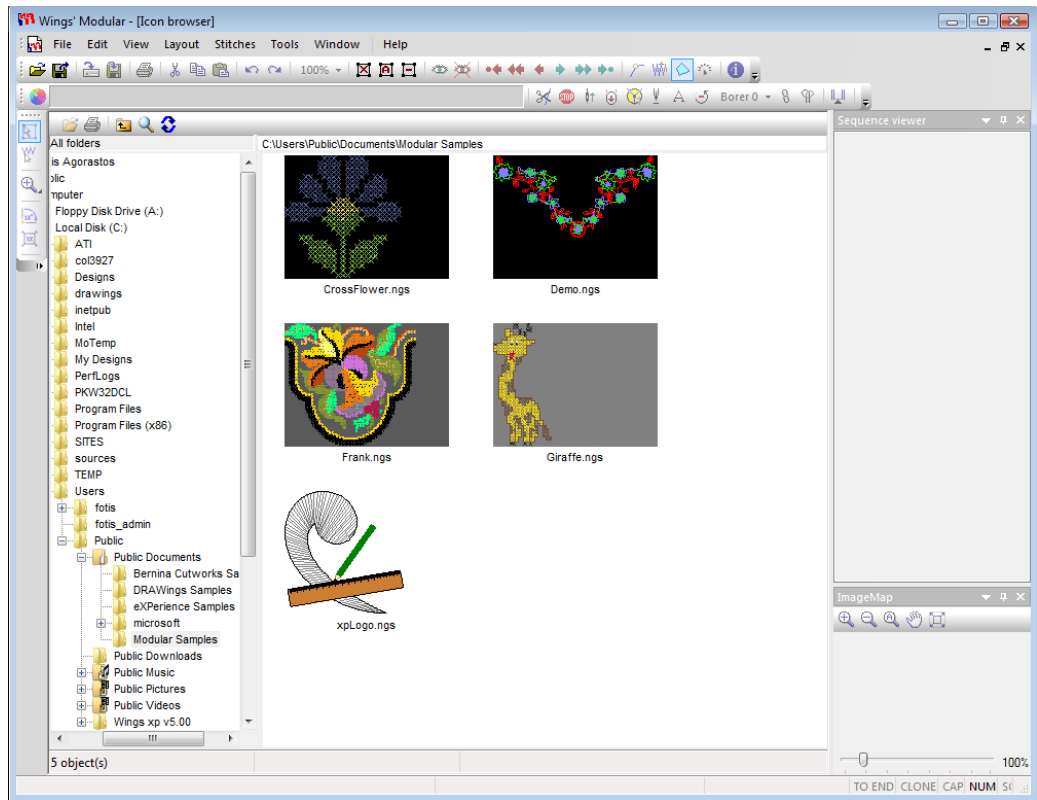 Wings' Modular - [Icon browser]
File Edit View Layout Stitches Tools Window Help
100%
Borer 0
Sequence viewer
All folders
C:\Users\Public\Documents\Modular Samples
is Agorastos
olic
mputer
Floppy Disk Drive (A:)
Local Disk (C:)
ATI
col3927
Designs
drawings
inetpub
Intel
MoTemp
My Designs
PerfLogs
PKW32DCL
Program Files
Program Files (x86)
SITES
sources
TEMP
Users
fotis
fotis_admin
Public
Public Documents
Bernina Cutworks Sa
DRAWings Samples
eXPerience Samples
microsoft
Modular Samples
Public Downloads
Public Music
Public Pictures
Public Videos
Wings xp v5.00
CrossFlower.ngs
Demo.ngs
Frank.ngs
Giraffe.ngs
xpLogo.ngs
ImageMap
100%
5 object(s)
TO END CLONE CAP NUM